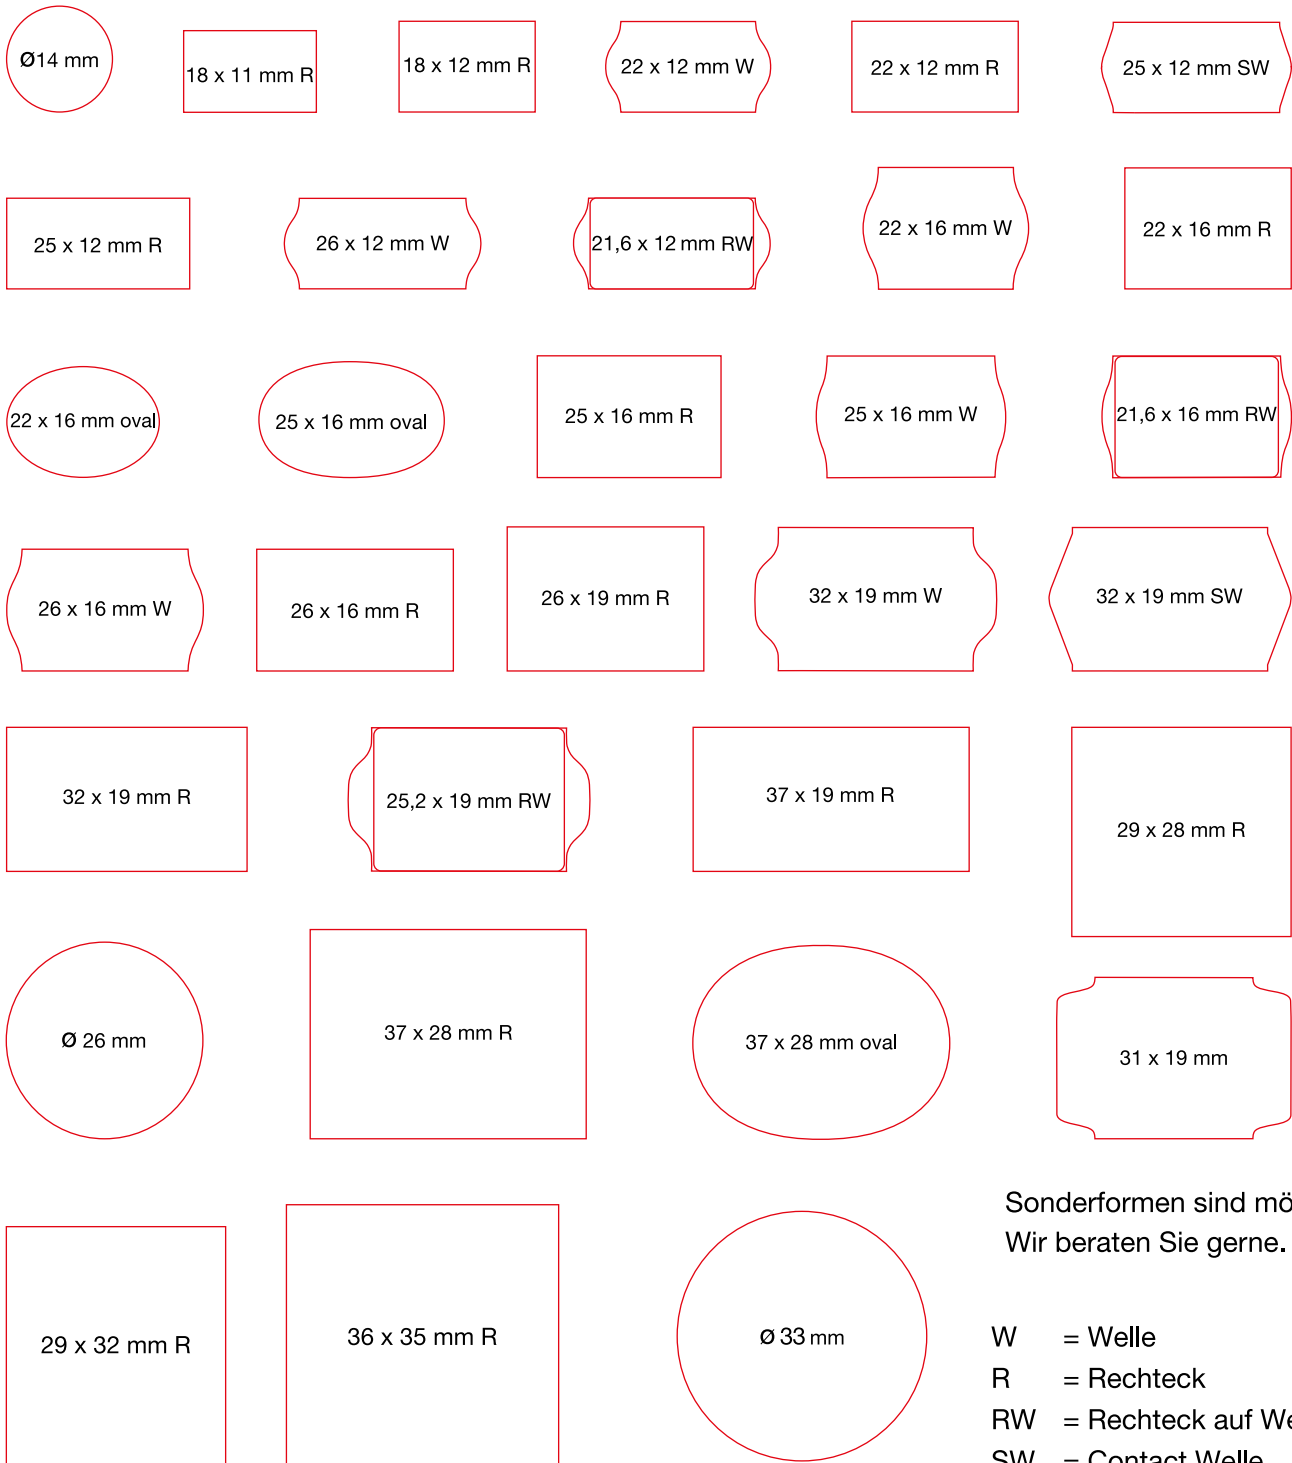 Ø14 mm
18 x 11 mm R
18 x 12 mm R
22 x 12 mm W
22 x 12 mm R
25 x 12 mm SW
25 x 12 mm R
26 x 12 mm W
21,6 x 12 mm RW
22 x 16 mm W
22 x 16 mm R
22 x 16 mm oval
25 x 16 mm oval
25 x 16 mm R
25 x 16 mm W
21,6 x 16 mm RW
26 x 16 mm W
26 x 16 mm R
26 x 19 mm R
32 x 19 mm W
32 x 19 mm SW
32 x 19 mm R
25,2 x 19 mm RW
37 x 19 mm R
29 x 28 mm R
Ø 26 mm
37 x 28 mm R
37 x 28 mm oval
31 x 19 mm
29 x 32 mm R
36 x 35 mm R
Ø 33 mm
Sonderformen sind
Wir beraten Sie gerne.
W = Welle
R = Rechteck
RW = Rechteck auf
SW = Contact Welle